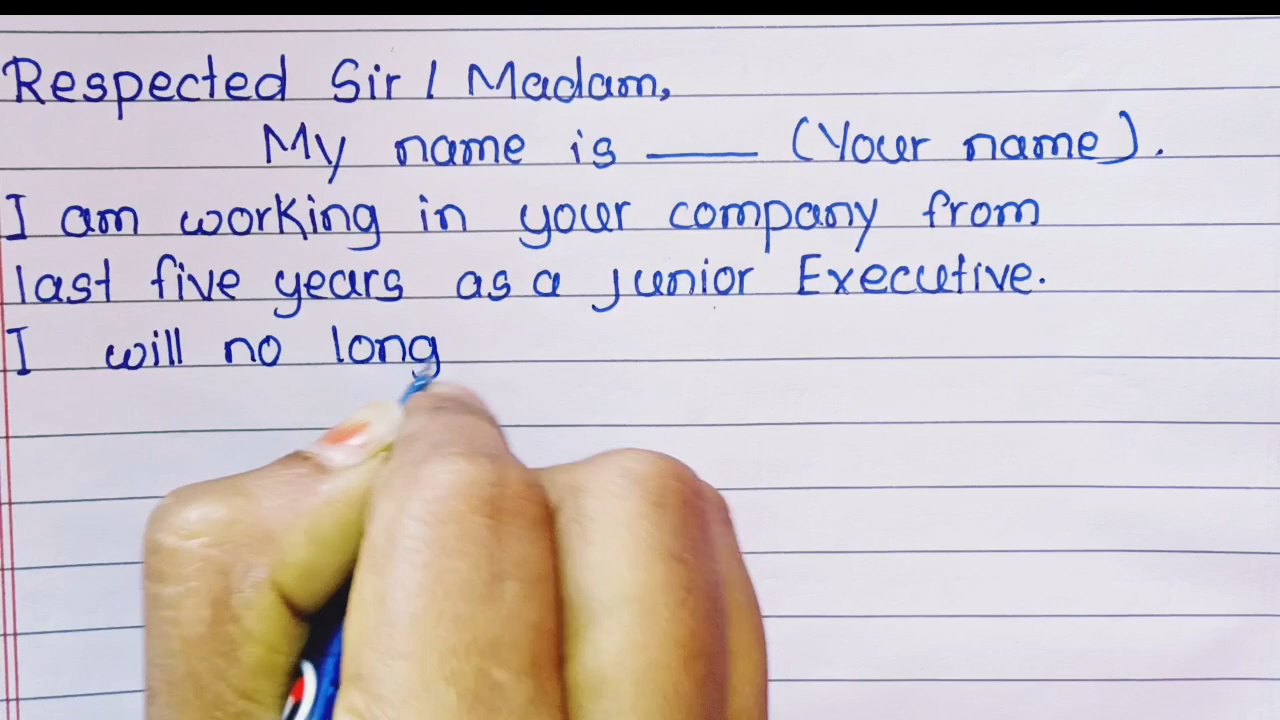 Respected Sir / Madam,
My name is ____ (Your name).
I am working in your company from
last five years as a Junior Executive.
I will no long